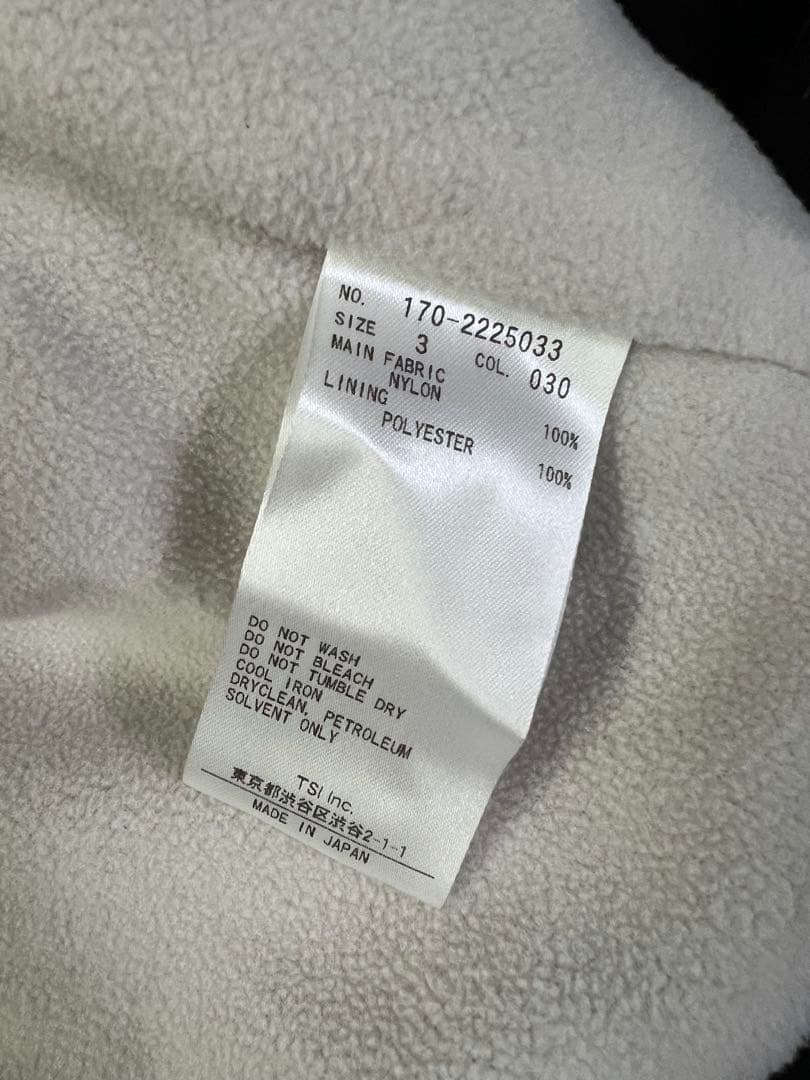 NO. 170-2225033
SIZE 3 COL. 030
MAIN FABRIC
NYLON 100%
LINING
POLYESTER 100%
DO NOT WASH
DO NOT BLEACH
DO NOT TUMBLE DRY
COOL IRON
DRYCLEAN, PETROLEUM
SOLVENT ONLY
TSI Inc.
東京都渋谷区渋谷2-1-1
MADE IN JAPAN